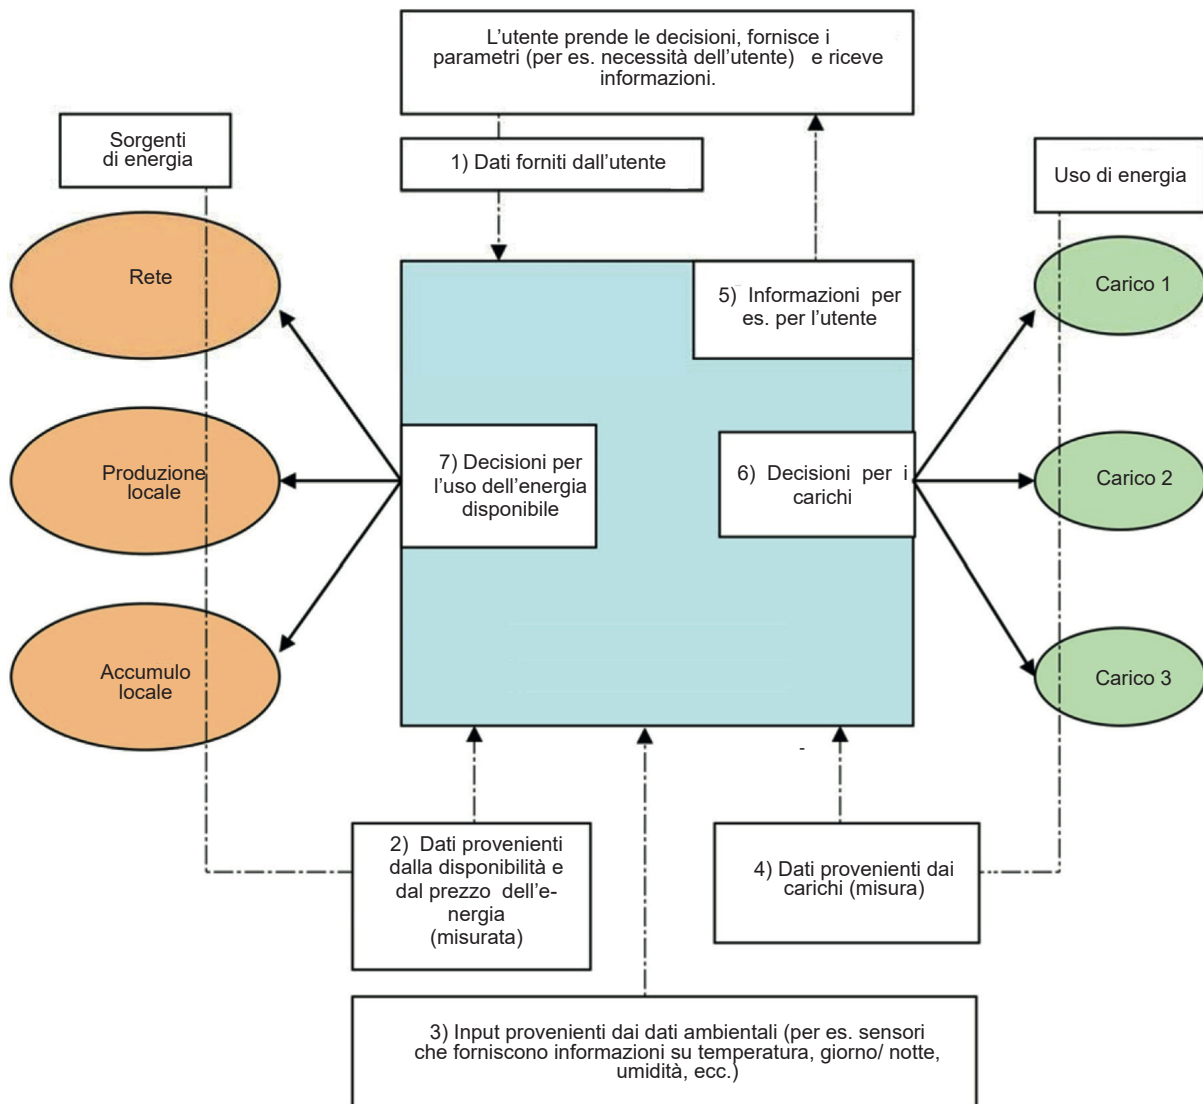 L'utente prende le decisioni, fornisce i
parametri (per es. necessità dell'utente) e riceve
informazioni.
Sorgenti
di energia
1) Dati forniti dall'utente
Uso di energia
Rete
5) Informazioni per
es. per l'utente
Carico 1
Produzione
locale
7) Decisioni per
l'uso dell'energia
disponibile
6) Decisioni per i
carichi
Carico 2
Accumulo
locale
Carico 3
-
2) Dati provenienti
dalla disponibilità e
dal prezzo dell'e-
nergia
(misurata)
4) Dati provenienti dai
carichi (misura)
3) Input provenienti dai dati ambientali (per es. sensori
che forniscono informazioni su temperatura, giorno/ notte,
umidità, ecc.)